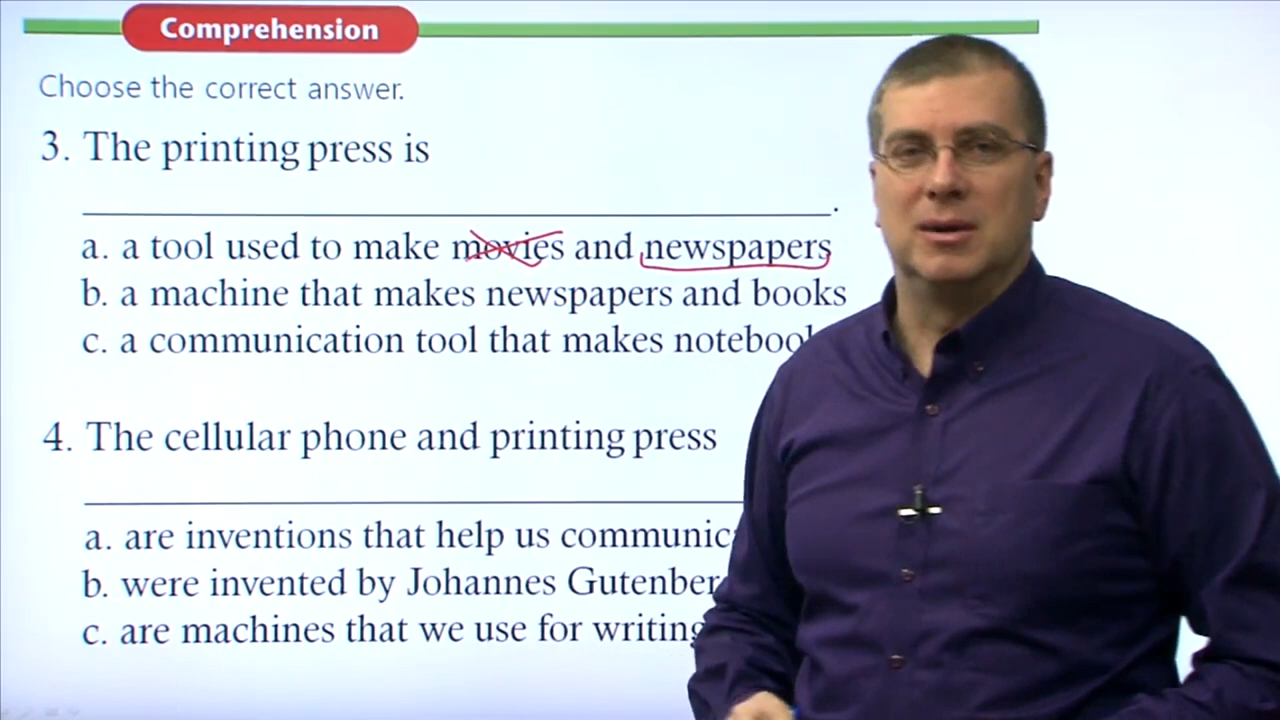 Comprehension
Choose the correct answer.
3. The printing press is
.
a. a tool used to make movies and newspapers
b. a machine that makes newspapers and books
c. a communication tool that makes
4. The cellular phone and printing press
a. are inventions that help us
b. were invented by Johannes
c. are machines that we use for writing